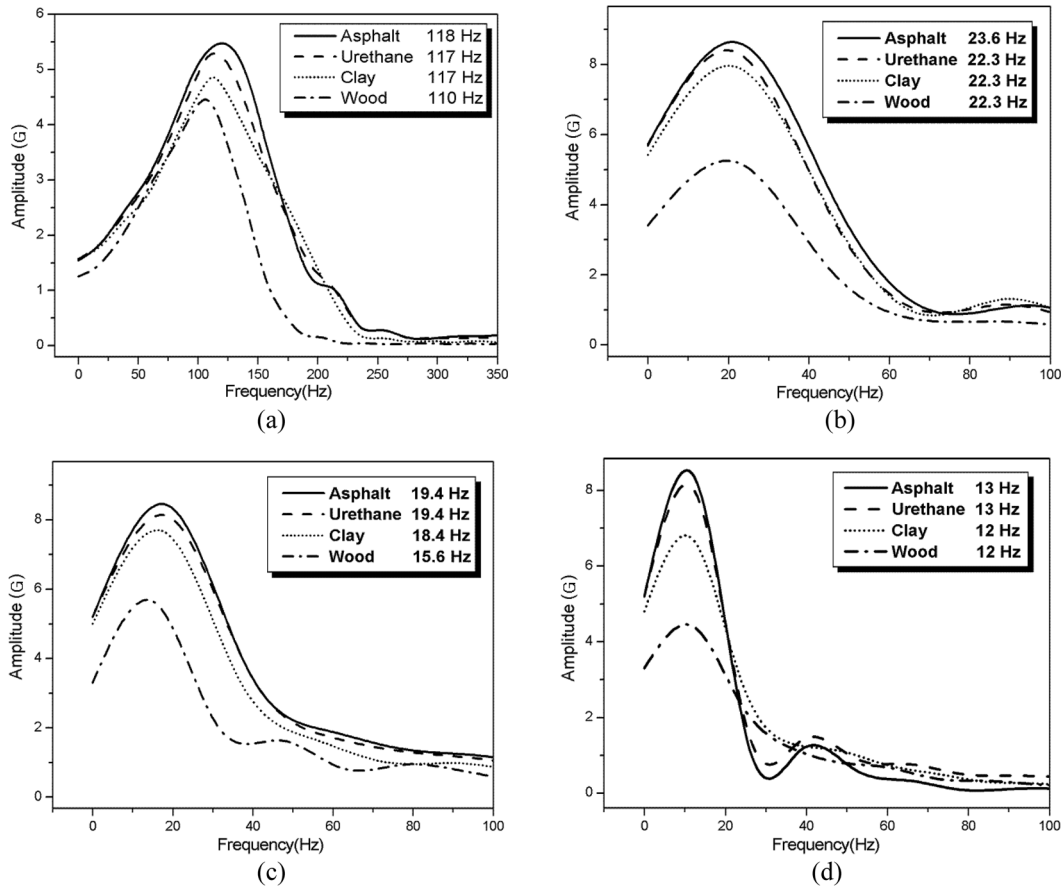 6
5
4
3
2
1
0
Amplitude (G)
Asphalt 118 Hz
Urethane 117 Hz
Clay 117 Hz
Wood 110 Hz
0 50 100 150 200 250 300 350
Frequency(Hz)
(a)
8
6
4
2
0
Amplitude (G)
Asphalt 23.6 Hz
Urethane 22.3 Hz
Clay 22.3 Hz
Wood 22.3 Hz
0 20 40 60 80 100
Frequency(Hz)
(b)
8
6
4
2
0
Amplitude (G)
Asphalt 19.4 Hz
Urethane 19.4 Hz
Clay 18.4 Hz
Wood 15.6 Hz
0 20 40 60 80 100
Frequency(Hz)
(c)
8
6
4
2
0
Amplitude (G)
Asphalt 13 Hz
Urethane 13 Hz
Clay 12 Hz
Wood 12 Hz
0 20 40 60 80 100
Frequency(Hz)
(d)